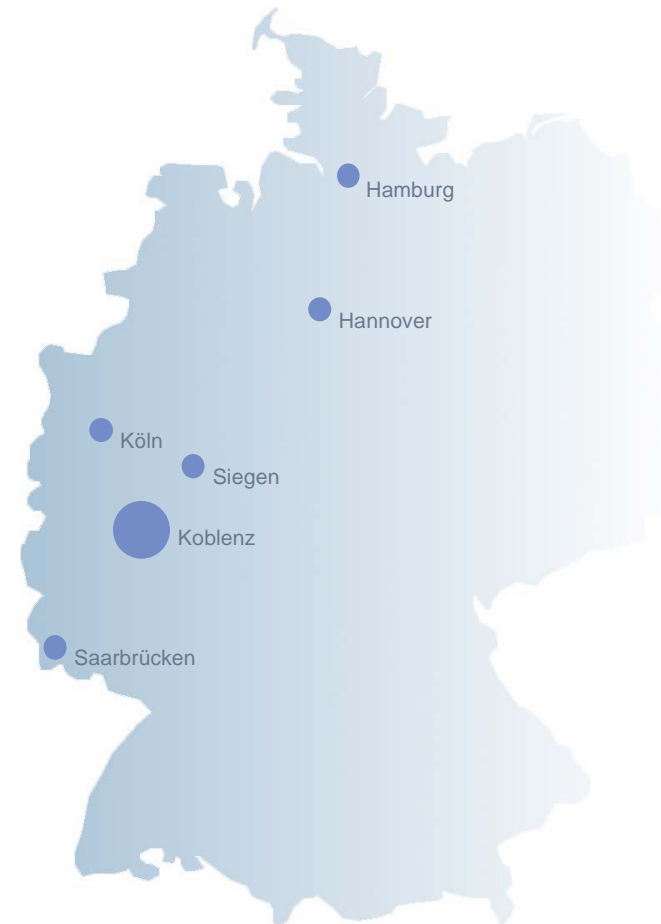 Hamburg
Hannover
Köln
Siegen
Koblenz
Saarbrücken